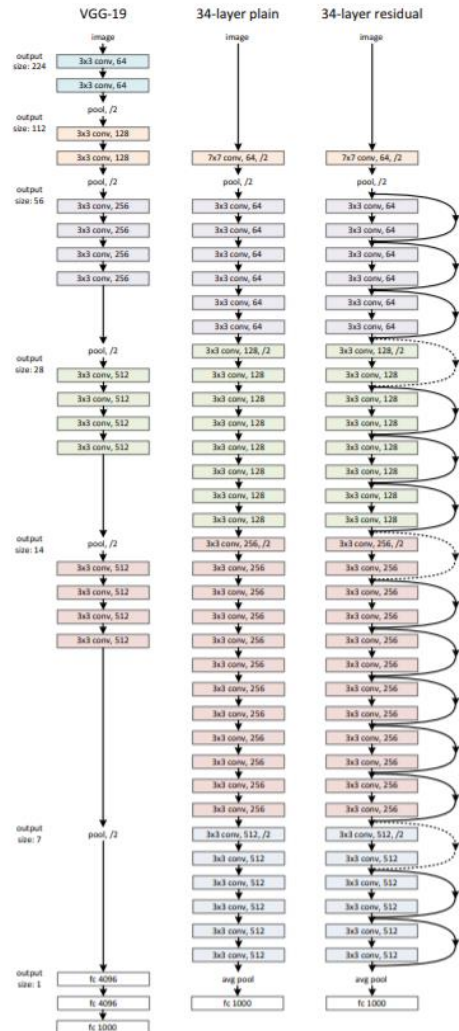 output
size: 224
output
size: 112
output
size: 56
output
size: 28
output
size: 14
output
size: 7
output
size: 1
VGG-19
image
3x3 conv, 64
3x3 conv, 64
pool, /2
3x3 conv, 128
3x3 conv, 128
pool, /2
3x3 conv, 256
3x3 conv, 256
3x3 conv, 256
3x3 conv, 256
pool, /2
3x3 conv, 512
3x3 conv, 512
3x3 conv, 512
3x3 conv, 512
pool, /2
3x3 conv, 512
3x3 conv, 512
3x3 conv, 512
3x3 conv, 512
pool, /2
fc 4096
fc 4096
fc 1000
34-layer plain
image
7x7 conv, 64, /2
pool, /2
3x3 conv, 64
3x3 conv, 64
3x3 conv, 64
3x3 conv, 64
3x3 conv, 64
3x3 conv, 64
3x3 conv, 128, /2
3x3 conv, 128
3x3 conv, 128
3x3 conv, 128
3x3 conv, 128
3x3 conv, 128
3x3 conv, 128
3x3 conv, 128
3x3 conv, 256, /2
3x3 conv, 256
3x3 conv, 256
3x3 conv, 256
3x3 conv, 256
3x3 conv, 256
3x3 conv, 256
3x3 conv, 256
3x3 conv, 256
3x3 conv, 256
3x3 conv, 256
3x3 conv, 256
3x3 conv, 512, /2
3x3 conv, 512
3x3 conv, 512
3x3 conv, 512
3x3 conv, 512
3x3 conv, 512
avg pool
fc 1000
34-layer residual
image
7x7 conv, 64, /2
pool, /2
3x3 conv, 64
3x3 conv, 64
3x3 conv, 64
3x3 conv, 64
3x3 conv, 64
3x3 conv, 64
3x3 conv, 128, /2
3x3 conv, 128
3x3 conv, 128
3x3 conv, 128
3x3 conv, 128
3x3 conv, 128
3x3 conv, 128
3x3 conv, 128
3x3 conv, 256, /2
3x3 conv, 256
3x3 conv, 256
3x3 conv, 256
3x3 conv, 256
3x3 conv, 256
3x3 conv, 256
3x3 conv, 256
3x3 conv, 256
3x3 conv, 256
3x3 conv, 256
3x3 conv, 256
3x3 conv, 512, /2
3x3 conv, 512
3x3 conv, 512
3x3 conv, 512
3x3 conv, 512
3x3 conv, 512
avg pool
fc 1000